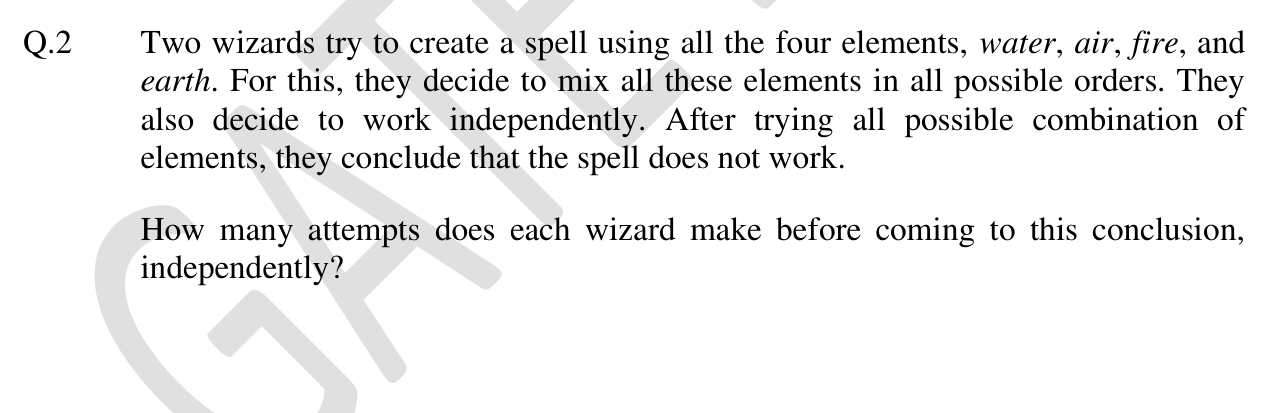 Q.2 Two wizards try to create a spell using all the four elements, water, air, fire, and
earth. For this, they decide to mix all these elements in all possible orders. They
also decide to work independently. After trying all possible combination of
elements, they conclude that the spell does not work.
How many attempts does each wizard make before coming to this conclusion,
independently?
GATE